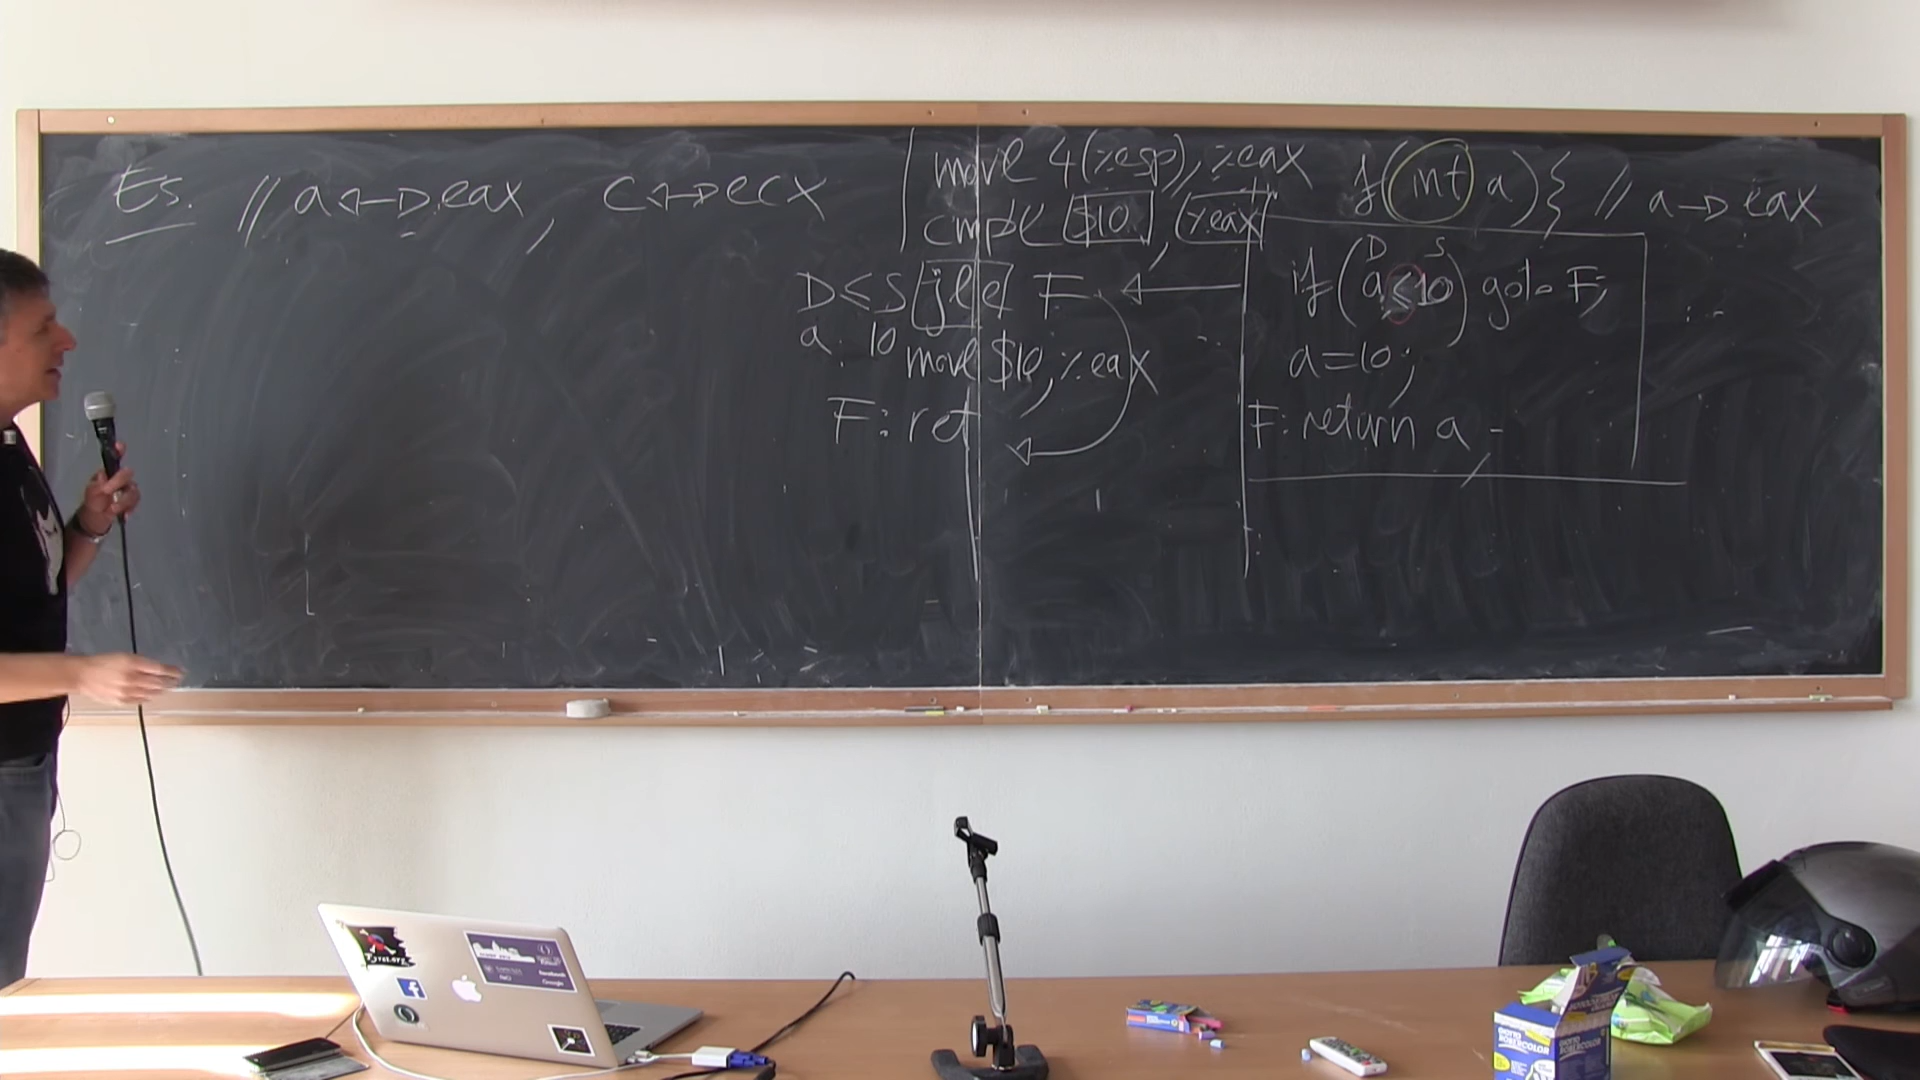 Es. // a↔eax, c↔ecx
movl 4(%esp), %eax
cmpl $10, %eax
D≤S jle F
a 10
movl $10, %eax
F: ret
f(int a){ // a→eax
D S
if(a≤10) goto F;
a=10;
F: return a